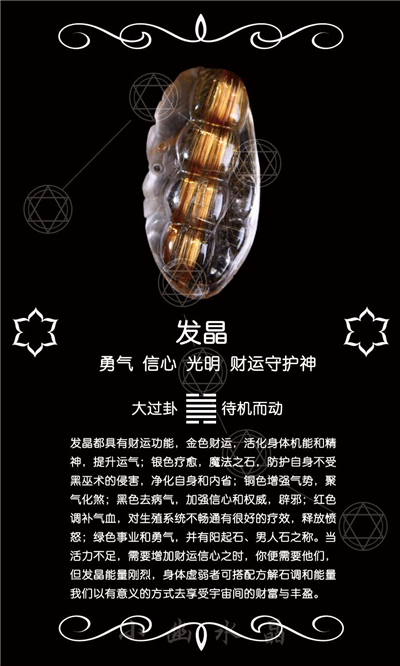 发晶
勇气 信心 光明 财运守护神
大过卦 待机而动
发晶都具有财运功能，金色财运，活化身体机能和精
神，提升运气；银色疗愈，魔法之石，防护自身不受
黑巫术的侵害，净化自身和内省；铜色增强气势，聚
气化煞；黑色去病气，加强信心和权威，辟邪；红色
调补气血，对生殖系统不畅通有很好的疗效，释放愤
怒；绿色事业和勇气，并有阳起石、男人石之称。当
活力不足，需要增加财运信心之时，你便需要他们，
但发晶能量刚烈，身体虚弱者可搭配方解石调和能量
我们以有意义的方式去享受宇宙间的财富与丰盈。